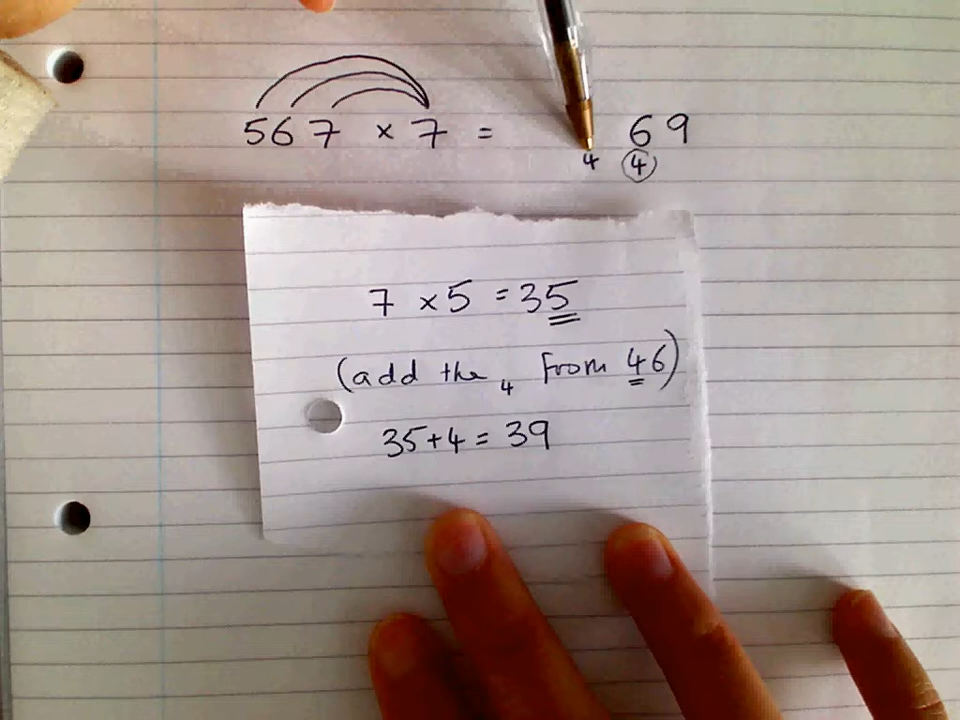 567 × 7 = 69
4 4
7 × 5 = 35
(add the 4 from 46)
35+4 = 39